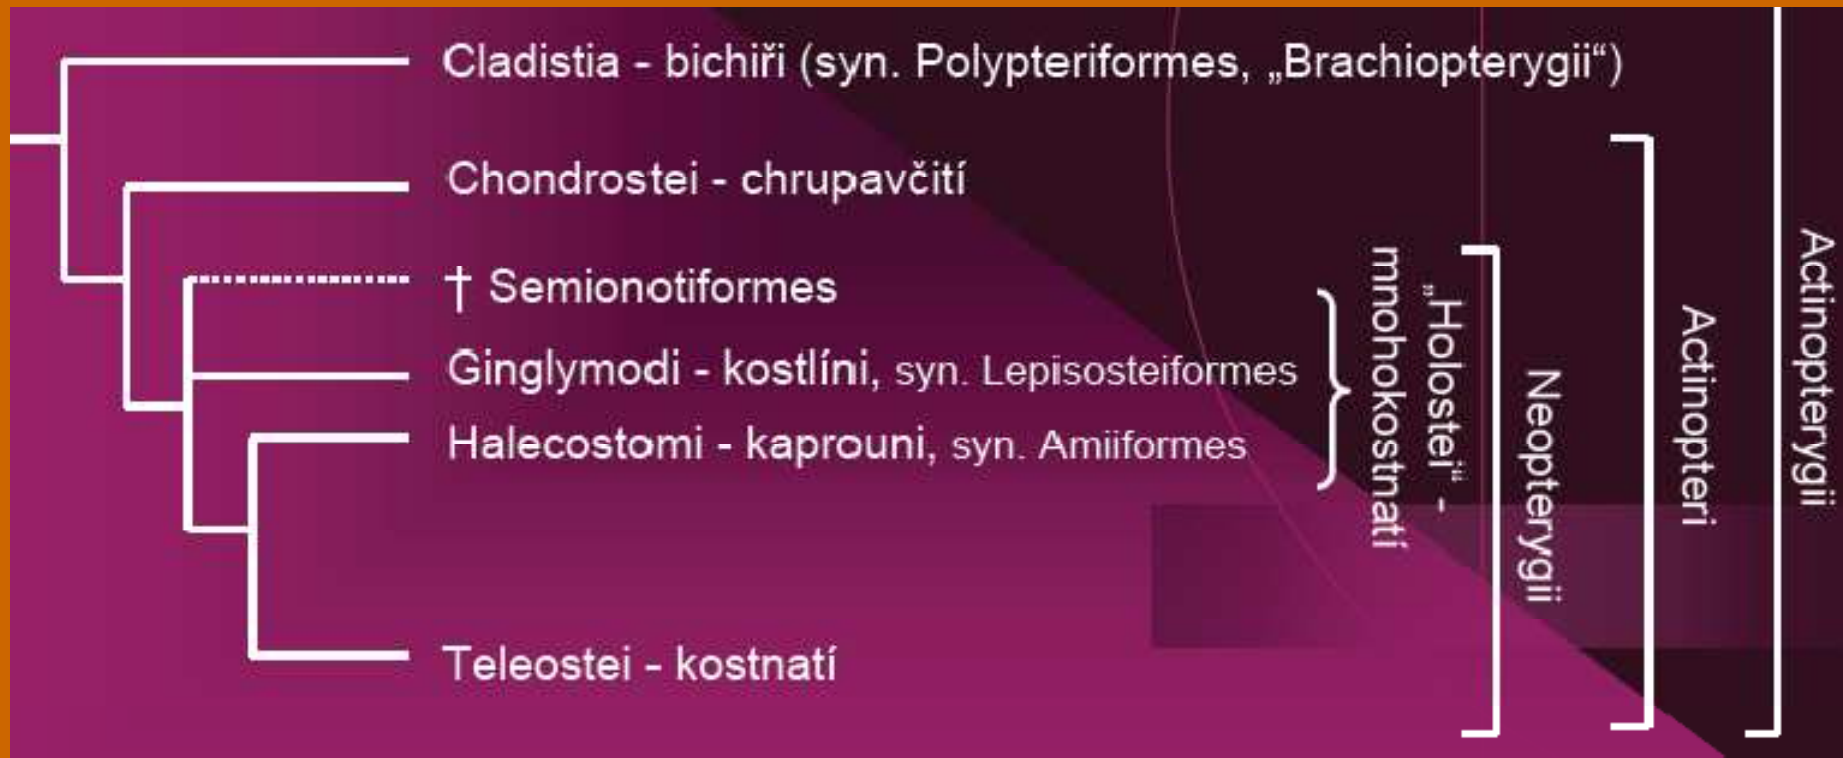 Cladistia - bichiři (syn. Polypteriformes, „Brachiopterygii“)
Chondrostei - chrupavčití
† Semionotiformes
Ginglymodi - kostlíni, syn. Lepisosteiformes
Halecostomi - kaprouni, syn. Amiiformes
Teleostei - kostnatí
„Holostei“ -
mnohokostnatí
Neopterygii
Actinopteri
Actinopterygii